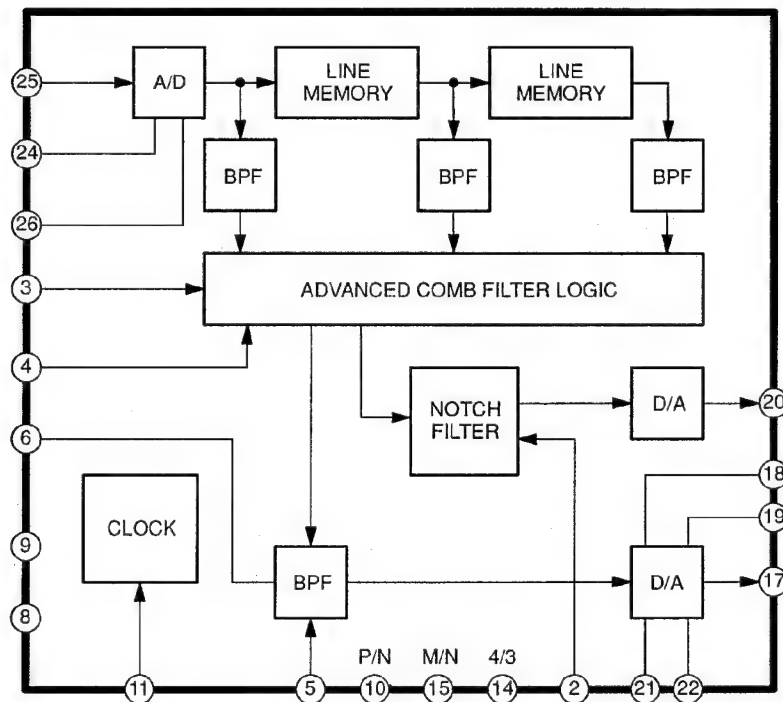 25
A/D
LINE
MEMORY
LINE
MEMORY
24
BPF
BPF
BPF
26
3
ADVANCED COMB FILTER LOGIC
4
NOTCH
FILTER
D/A
20
6
18
CLOCK
19
9
BPF
D/A
17
8
P/N
M/N
4/3
11
5
10
15
14
2
21
22